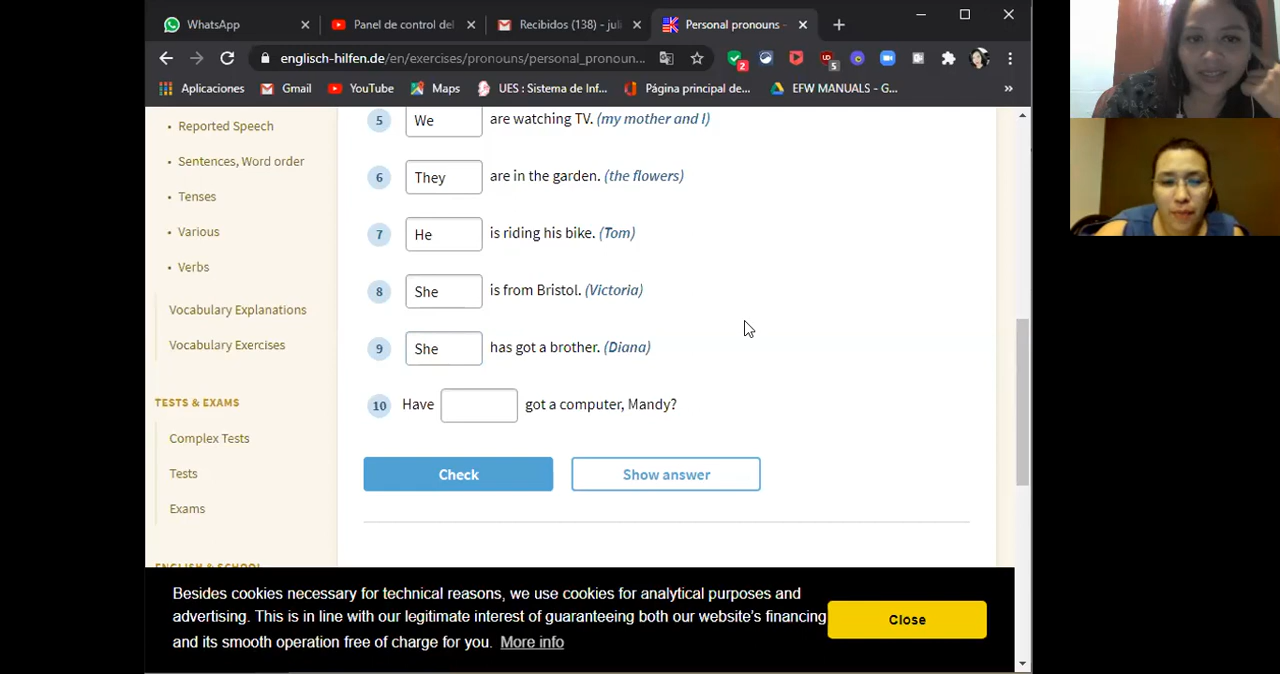 WhatsApp
Panel de control del
Recibidos (138) - juli
Personal pronouns -
englisch-hilfen.de/en/exercises/pronouns/personal_pronoun...
2
5
Aplicaciones
Gmail
YouTube
Maps
UES : Sistema de Inf...
Página principal de...
EFW MANUALS - G...
»
• Reported Speech
• Sentences, Word order
• Tenses
• Various
• Verbs
Vocabulary Explanations
Vocabulary Exercises
TESTS & EXAMS
Complex Tests
Tests
Exams
ENGLISH & SCHOOL
5 We are watching TV. (my mother and I)
6 They are in the garden. (the flowers)
7 He is riding his bike. (Tom)
8 She is from Bristol. (Victoria)
9 She has got a brother. (Diana)
10 Have got a computer, Mandy?
Check
Show answer
Besides cookies necessary for technical reasons, we use cookies for analytical purposes and
advertising. This is in line with our legitimate interest of guaranteeing both our website's financing
and its smooth operation free of charge for you. More info
Close